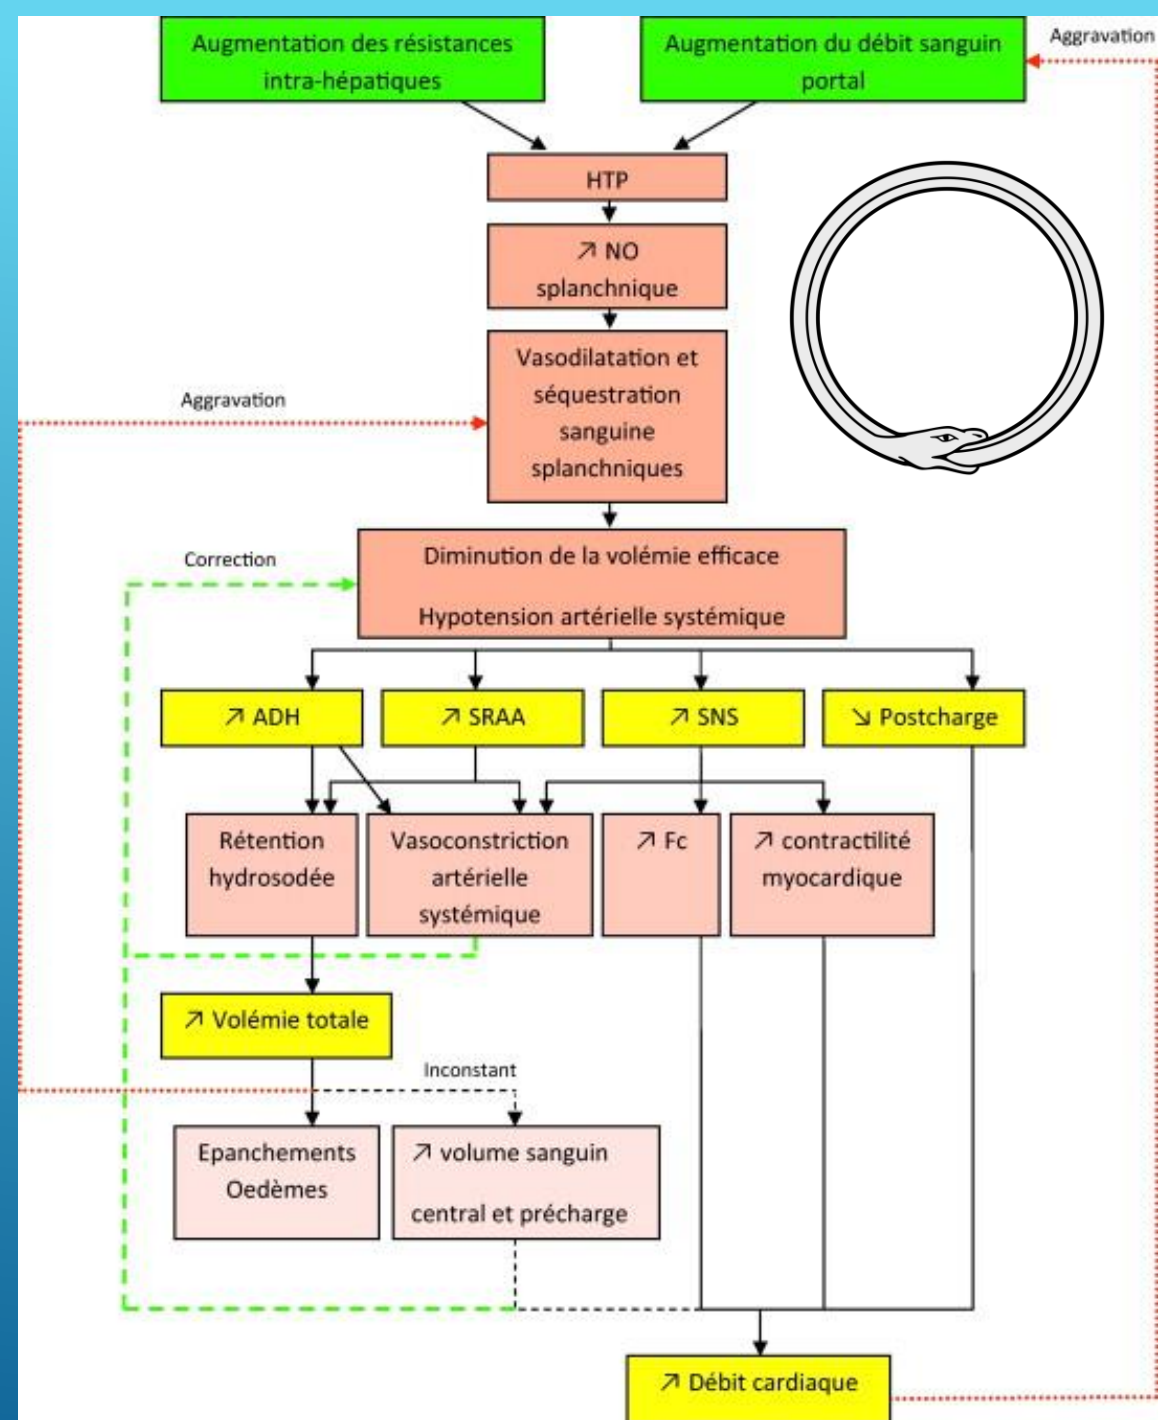 Augmentation des résistances
intra-hépatiques
Augmentation du débit sanguin
portal
Aggravation
HTP
↗ NO
splanchnique
Vasodilatation et
séquestration
sanguine
splanchniques
Aggravation
Correction
Diminution de la volémie efficace
Hypotension artérielle systémique
↗ ADH
↗ SRAA
↗ SNS
↘ Postcharge
Rétention
hydrosodée
Vasoconstriction
artérielle
systémique
↗ Fc
↗ contractilité
myocardique
↗ Volémie totale
Inconstant
Epanchements
Oedèmes
↗ volume sanguin
central et précharge
↗ Débit cardiaque